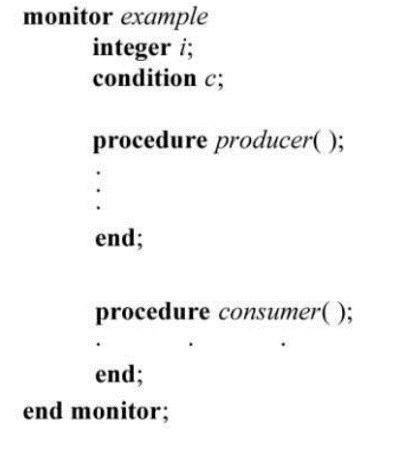 monitor example
integer i;
condition c;
procedure producer( );
.
.
.
end;
procedure consumer( );
. . .
end;
end monitor;